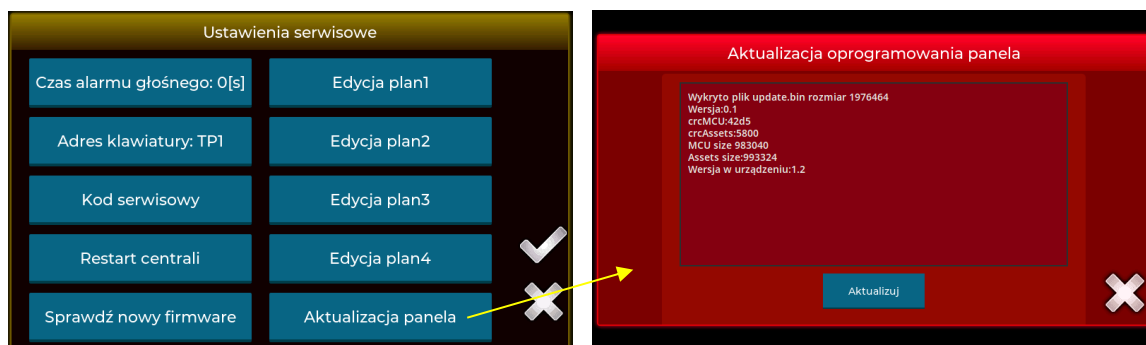 Ustawienia serwisowe
Czas alarmu głośnego: 0[s]
Edycja plan1
Adres klawiatury: TP1
Edycja plan2
Kod serwisowy
Edycja plan3
Restart centrali
Edycja plan4
Sprawdź nowy firmware
Aktualizacja panela
Aktualizacja oprogramowania panela
Wykryto plik update.bin rozmiar 1976464
Wersja:0.1
crcMCU:42d5
crcAssets:5800
MCU size 983040
Assets size:993324
Wersja w urządzeniu:1.2
Aktualizuj